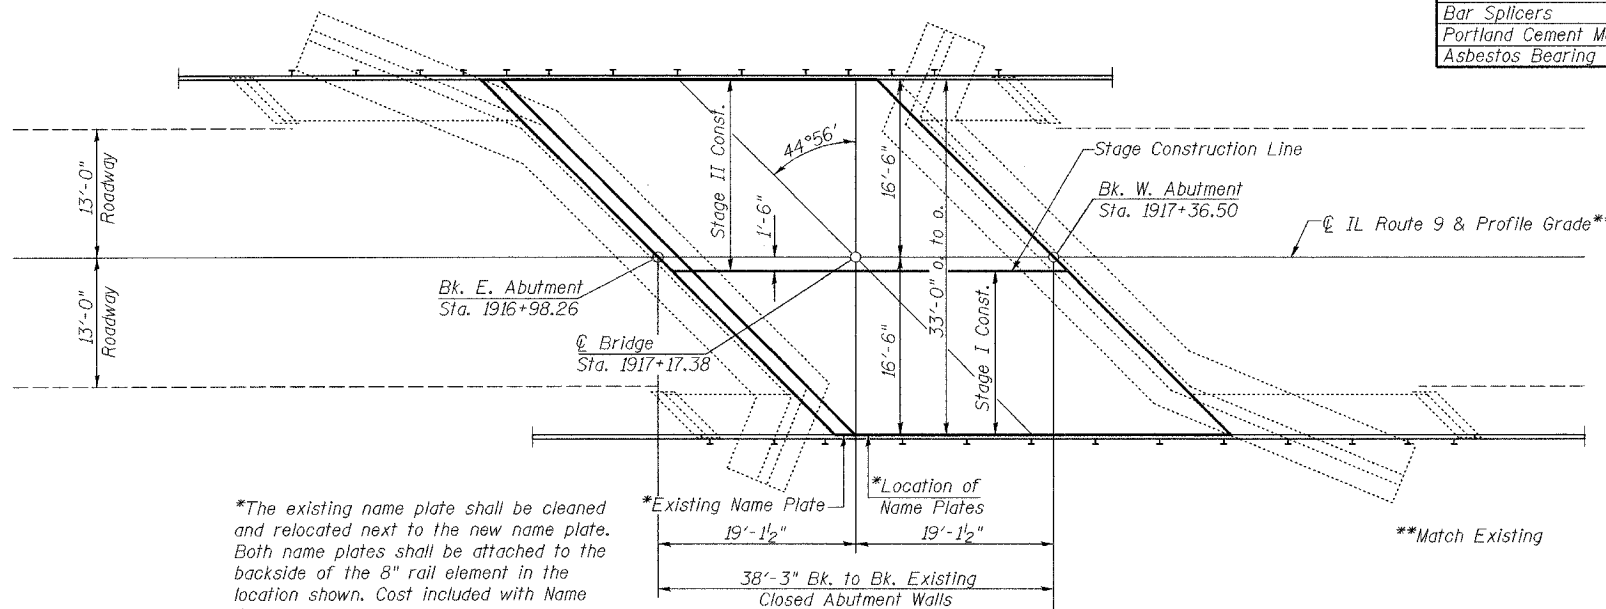 Bar Splicers
Portland Cement
Asbestos Bearing
44°56'
Stage II Const.
16'-6"
1'-6"
Stage Construction Line
13'-0"
Roadway
Bk. W. Abutment
Sta. 1917+36.50
℄ IL Route 9 & Profile Grade**
33'-0" o. to o.
Bk. E. Abutment
Sta. 1916+98.26
13'-0"
Roadway
℄ Bridge
Sta. 1917+17.38
16'-6"
Stage I Const.
*Existing Name Plate
*Location of
Name Plates
*The existing name plate shall be cleaned
and relocated next to the new name plate.
Both name plates shall be attached to the
backside of the 8" rail element in the
location shown. Cost included with Name
19'-1½"
19'-1½"
**Match Existing
38'-3" Bk. to Bk. Existing
Closed Abutment Walls